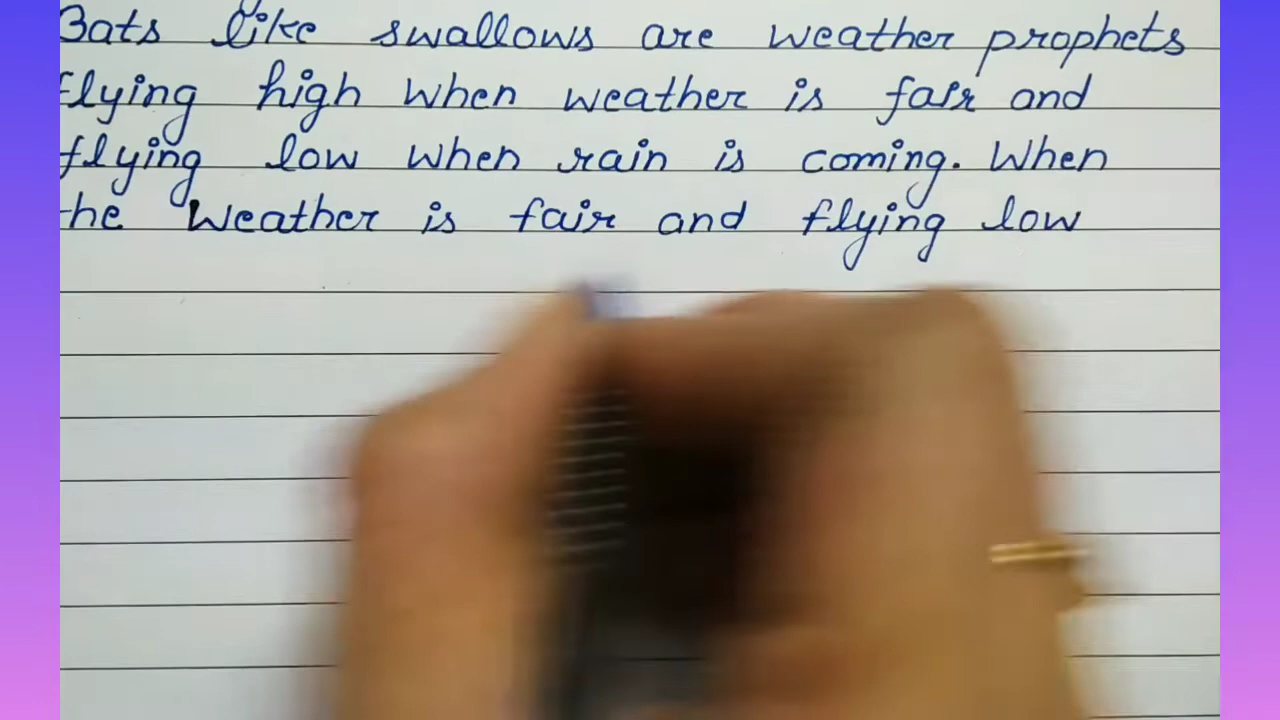 Bats like swallows are weather prophets
flying high when weather is fair and
flying low when rain is coming. When
the Weather is fair and flying low